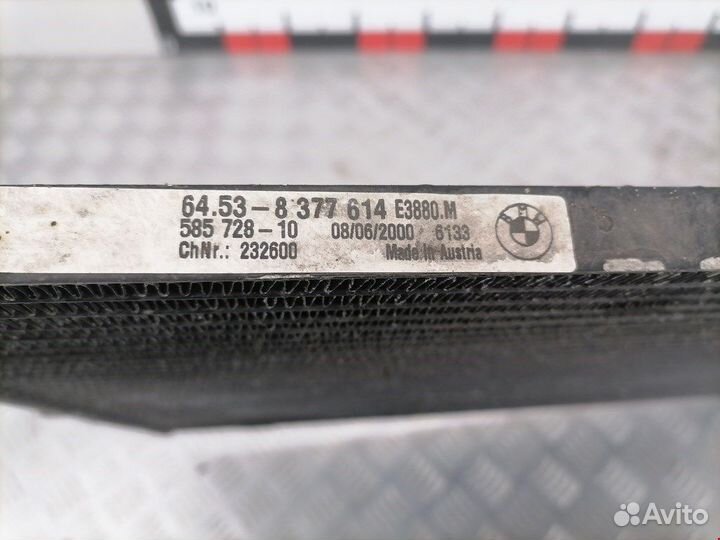 10
64.53-8 377 614 E3880.M
585 728-10 08/06/2000 6133
ChNr.: 232600 Made in Austria
BMW
Avito